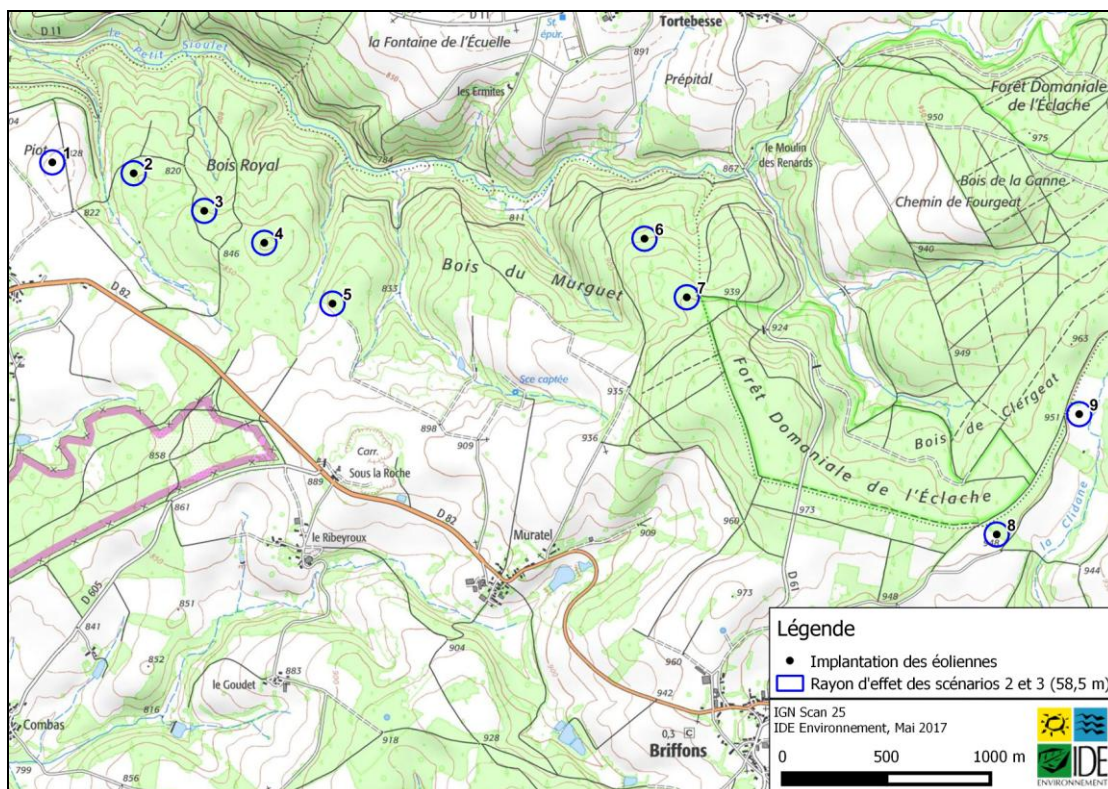 D 11
le Petit Sioulet
la Fontaine de l'Écuelle
D 11
St
épur.
Tortebesse
891
Prépital
les Ermites
Forêt Domaniale
de l'Éclache
950
975
Piot
828
1
2
820
Bois Royal
784
867
le Moulin
des Renards
Bois de la Ganne
Chemin de Fourgeat
3
822
846
4
811
6
940
Bois du Murguet
5
833
7
939
924
949
963
D 82
Sce captée
935
Forêt Domaniale de l'Éclache
Bois de Clergeat
951
9
898
909
936
858
Carr.
Sous la Roche
889
861
D 82
la Clidane
973
8
948
960
Muratel
909
le Ribeyroux
944
D 605
851
841
852
904
973
D 61
948
le Goudet
883
816
Combas
799
856
918
928
960
942
0,3
C
Briffons
Légende
Implantation des éoliennes
Rayon d'effet des scénarios 2 et 3 (58,5 m)
IGN Scan 25
IDE Environnement, Mai 2017
0 500 1000 m
IDE
ENVIRONNEMENT